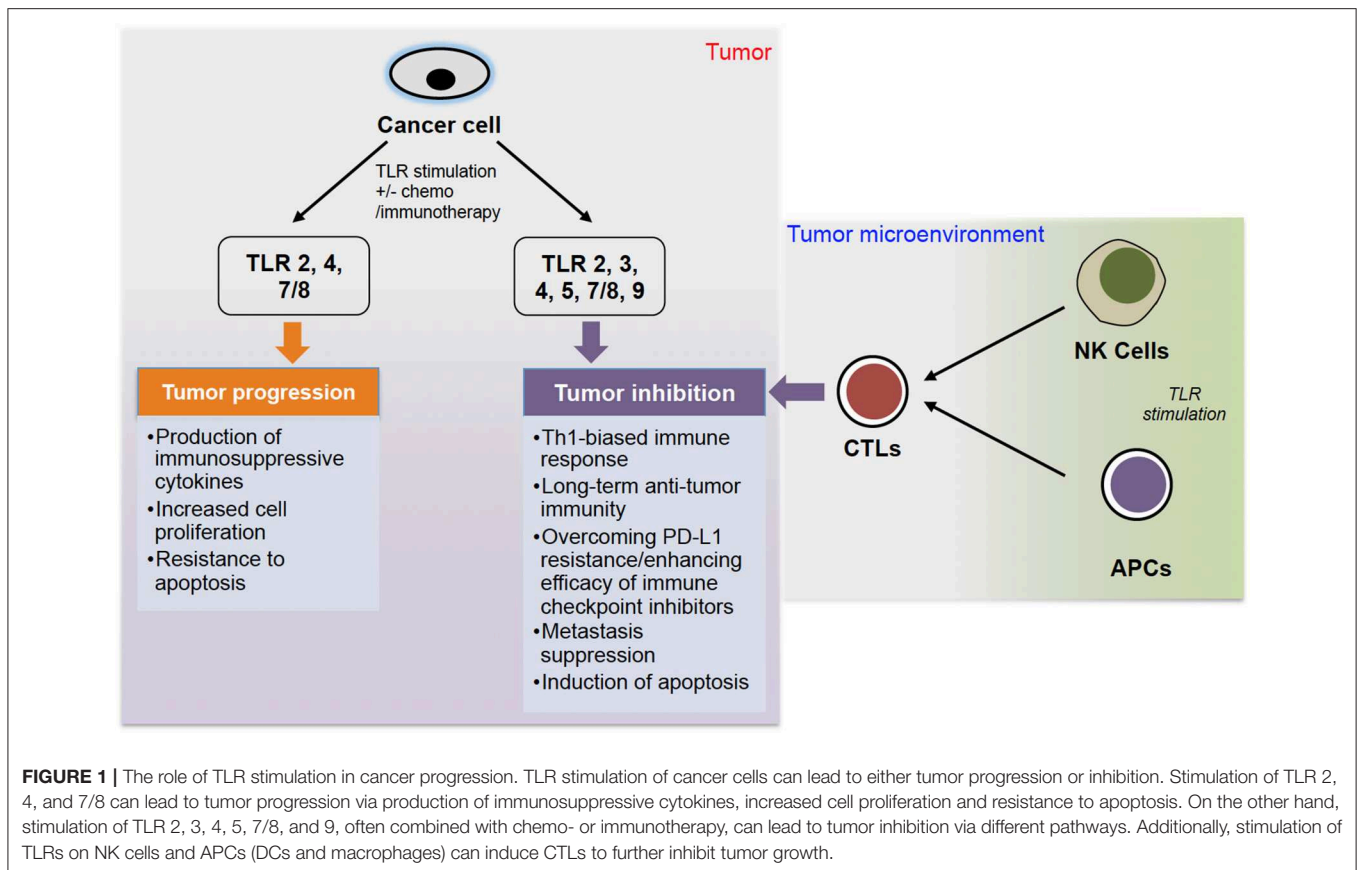 Tumor
Cancer cell
TLR stimulation
+/- chemo
/immunotherapy
TLR 2, 4,
7/8
TLR 2, 3,
4, 5, 7/8, 9
Tumor progression
•Production of
immunosuppressive
cytokines
•Increased cell
proliferation
•Resistance to
apoptosis
Tumor inhibition
•Th1-biased immune
response
•Long-term anti-tumor
immunity
•Overcoming PD-L1
resistance/enhancing
efficacy of immune
checkpoint inhibitors
•Metastasis
suppression
•Induction of apoptosis
Tumor microenvironment
NK Cells
TLR
stimulation
CTLs
APCs
FIGURE 1 | The role of TLR stimulation in cancer progression. TLR stimulation of cancer cells can lead to either tumor progression or inhibition. Stimulation of TLR 2,
4, and 7/8 can lead to tumor progression via production of immunosuppressive cytokines, increased cell proliferation and resistance to apoptosis. On the other hand,
stimulation of TLR 2, 3, 4, 5, 7/8, and 9, often combined with chemo- or immunotherapy, can lead to tumor inhibition via different pathways. Additionally, stimulation of
TLRs on NK cells and APCs (DCs and macrophages) can induce CTLs to further inhibit tumor growth.